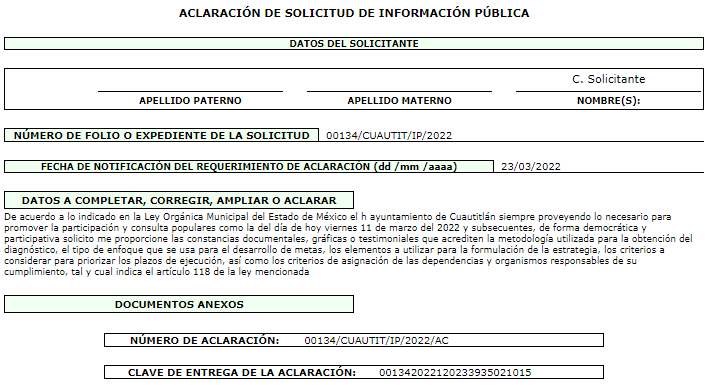 ACLARACIÓN DE SOLICITUD DE INFORMACIÓN PÚBLICA
DATOS DEL SOLICITANTE
C. Solicitante
APELLIDO PATERNO APELLIDO MATERNO NOMBRE(S):
NÚMERO DE FOLIO O EXPEDIENTE DE LA SOLICITUD 00134/CUAUTIT/IP/2022
FECHA DE NOTIFICACIÓN DEL REQUERIMIENTO DE ACLARACIÓN (dd /mm /aaaa) 23/03/2022
DATOS A COMPLETAR, CORREGIR, AMPLIAR O ACLARAR
De acuerdo a lo indicado en la Ley Orgánica Municipal del Estado de México el h ayuntamiento de Cuautitlán siempre proveyendo lo necesario para
promover la participación y consulta populares como la del día de hoy viernes 11 de marzo del 2022 y subsecuentes, de forma democrática y
participativa solicito me proporcione las constancias documentales, gráficas o testimoniales que acrediten la metodología utilizada para la obtención del
diagnóstico, el tipo de enfoque que se usa para el desarrollo de metas, los elementos a utilizar para la formulación de la estrategia, los criterios a
considerar para priorizar los plazos de ejecución, así como los criterios de asignación de las dependencias y organismos responsables de su
cumplimiento, tal y cual indica el artículo 118 de la ley mencionada
DOCUMENTOS ANEXOS
NÚMERO DE ACLARACIÓN: 00134/CUAUTIT/IP/2022/AC
CLAVE DE ENTREGA DE LA ACLARACIÓN: 001342022120233935021015